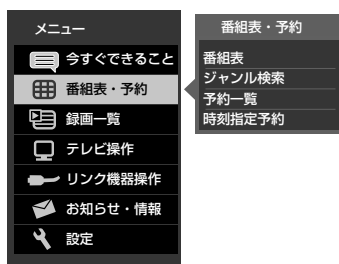 メニュー
今すぐできること
番組表・予約
録画一覧
テレビ操作
リンク機器操作
お知らせ・情報
設定
番組表・予約
番組表
ジャンル検索
予約一覧
時刻指定予約